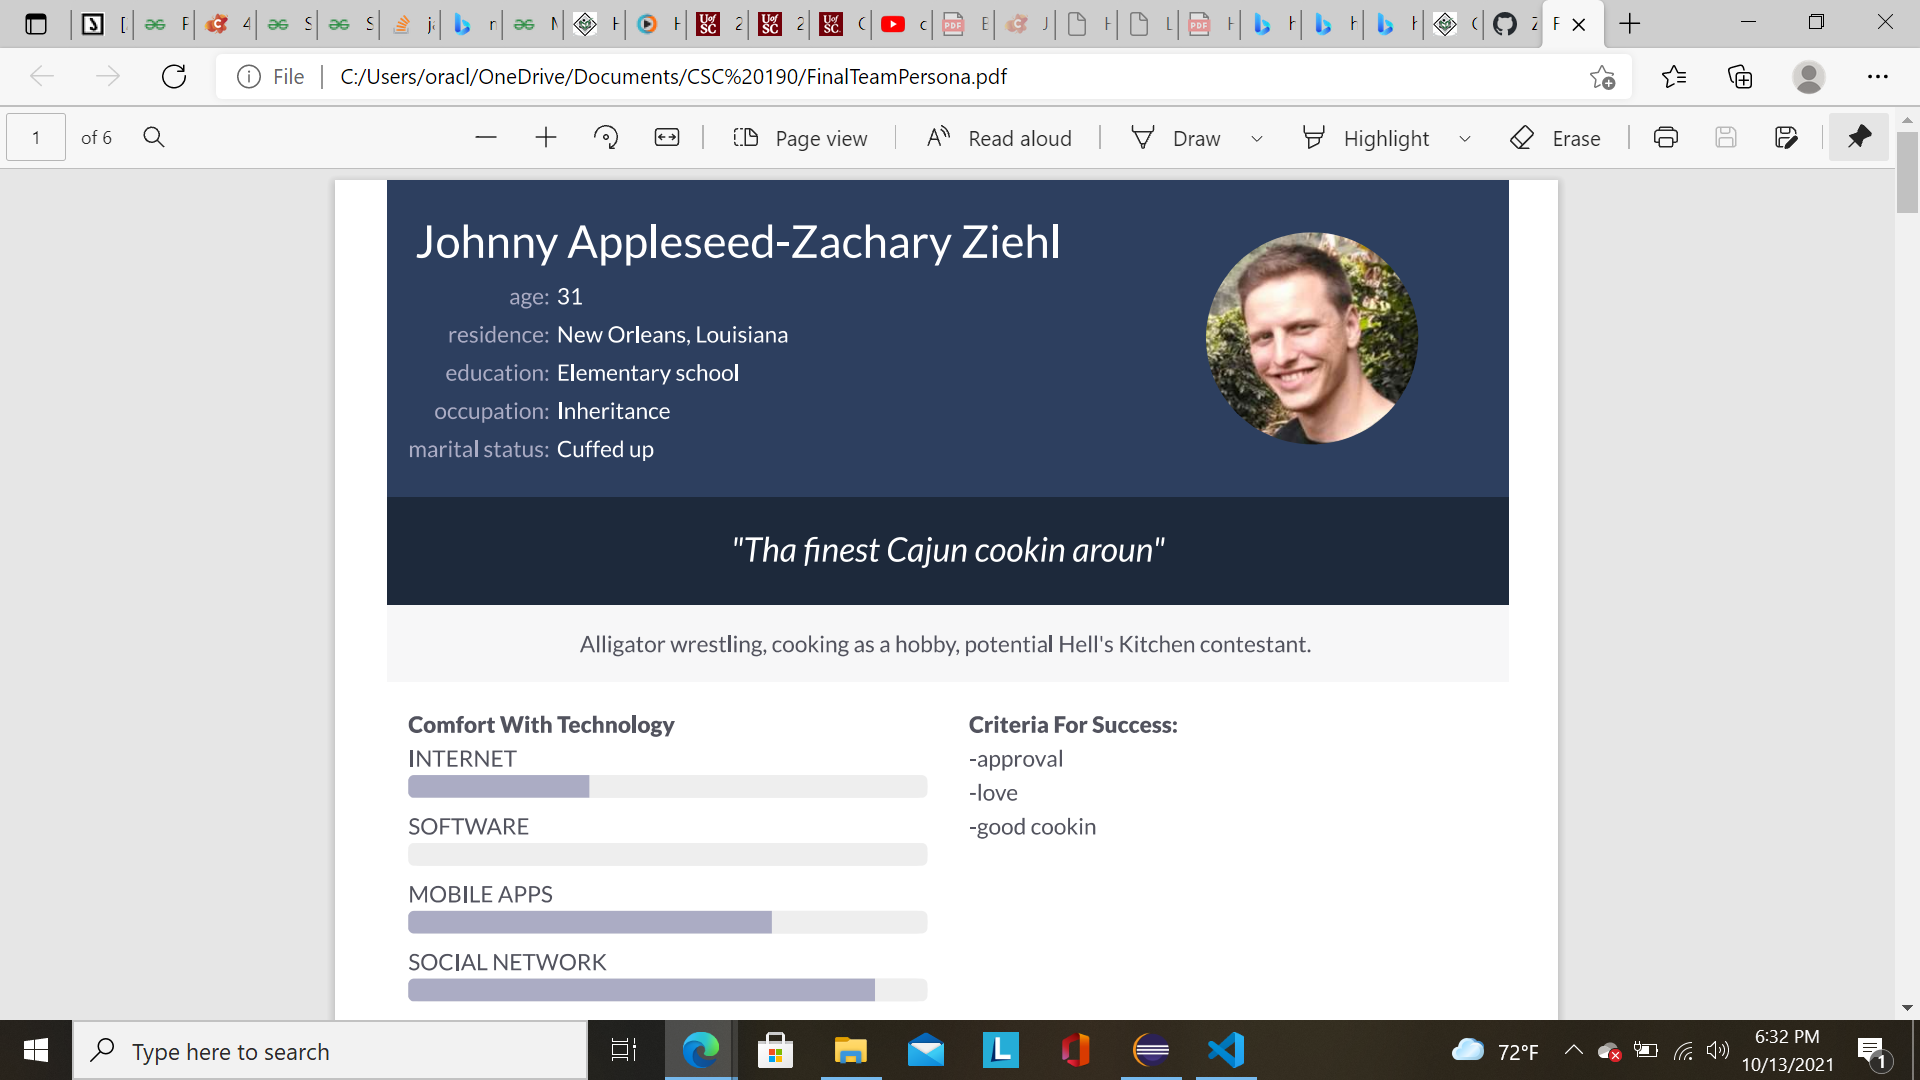 File
C:/Users/oracl/OneDrive/Documents/CSC%20190/FinalTeamPersona.pdf
1 of 6
Page view
Read aloud
Draw
Highlight
Erase
Johnny Appleseed-Zachary Ziehl
age: 31
residence: New Orleans, Louisiana
education: Elementary school
occupation: Inheritance
marital status: Cuffed up
"Tha finest Cajun cookin aroun"
Alligator wrestling, cooking as a hobby, potential Hell's Kitchen contestant.
Comfort With Technology
INTERNET
SOFTWARE
MOBILE APPS
SOCIAL NETWORK
Criteria For Success:
-approval
-love
-good cookin
Type here to search
72°F
6:32 PM
10/13/2021
1